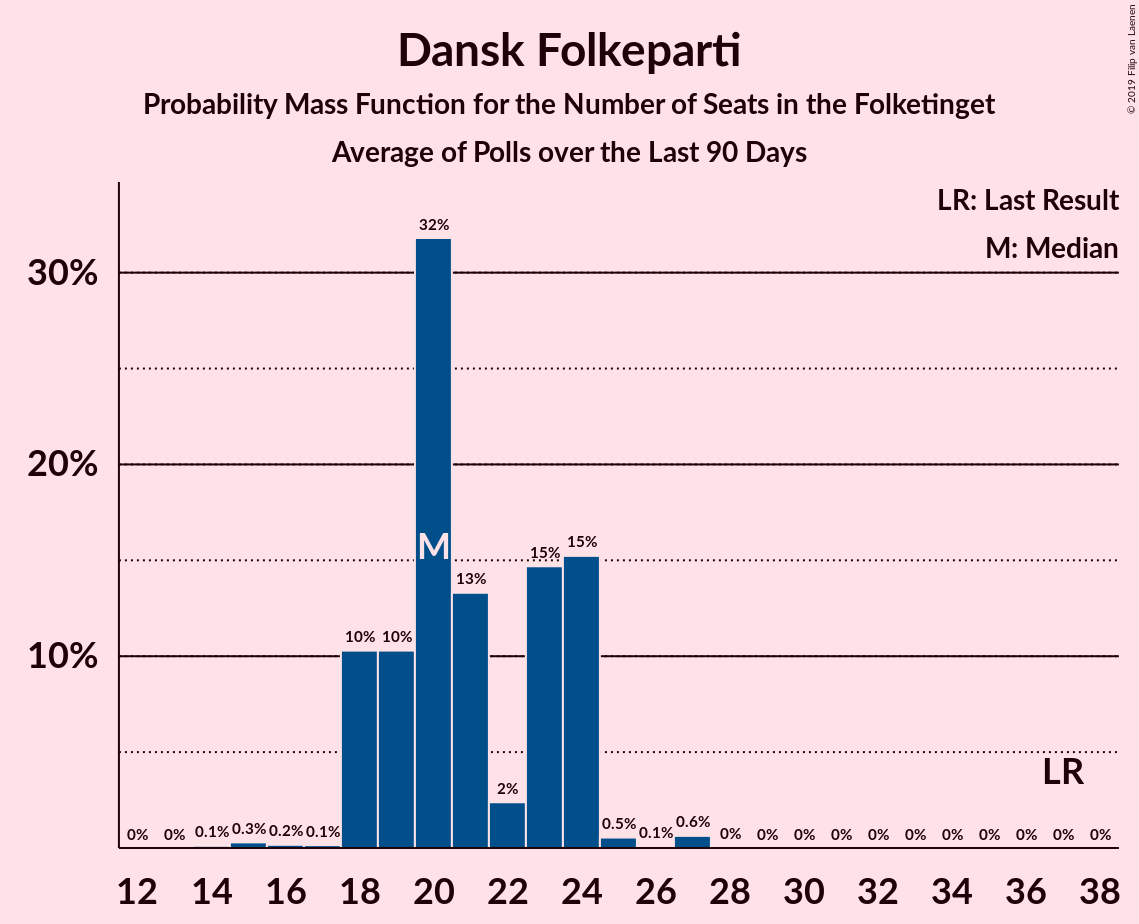 Dansk Folkeparti
Probability Mass Function for the Number of Seats in the Folketinget
Average of Polls over the Last 90 Days
© 2019 Filip van Laenen
LR: Last Result
M: Median
30%
20%
10%
0% 0% 0.1% 0.3% 0.2% 0.1% 10% 10% 32% 13% 2% 15% 15% 0.5% 0.1% 0.6% 0% 0% 0% 0% 0% 0% 0% 0% 0% 0% 0%
M
LR
12 14 16 18 20 22 24 26 28 30 32 34 36 38